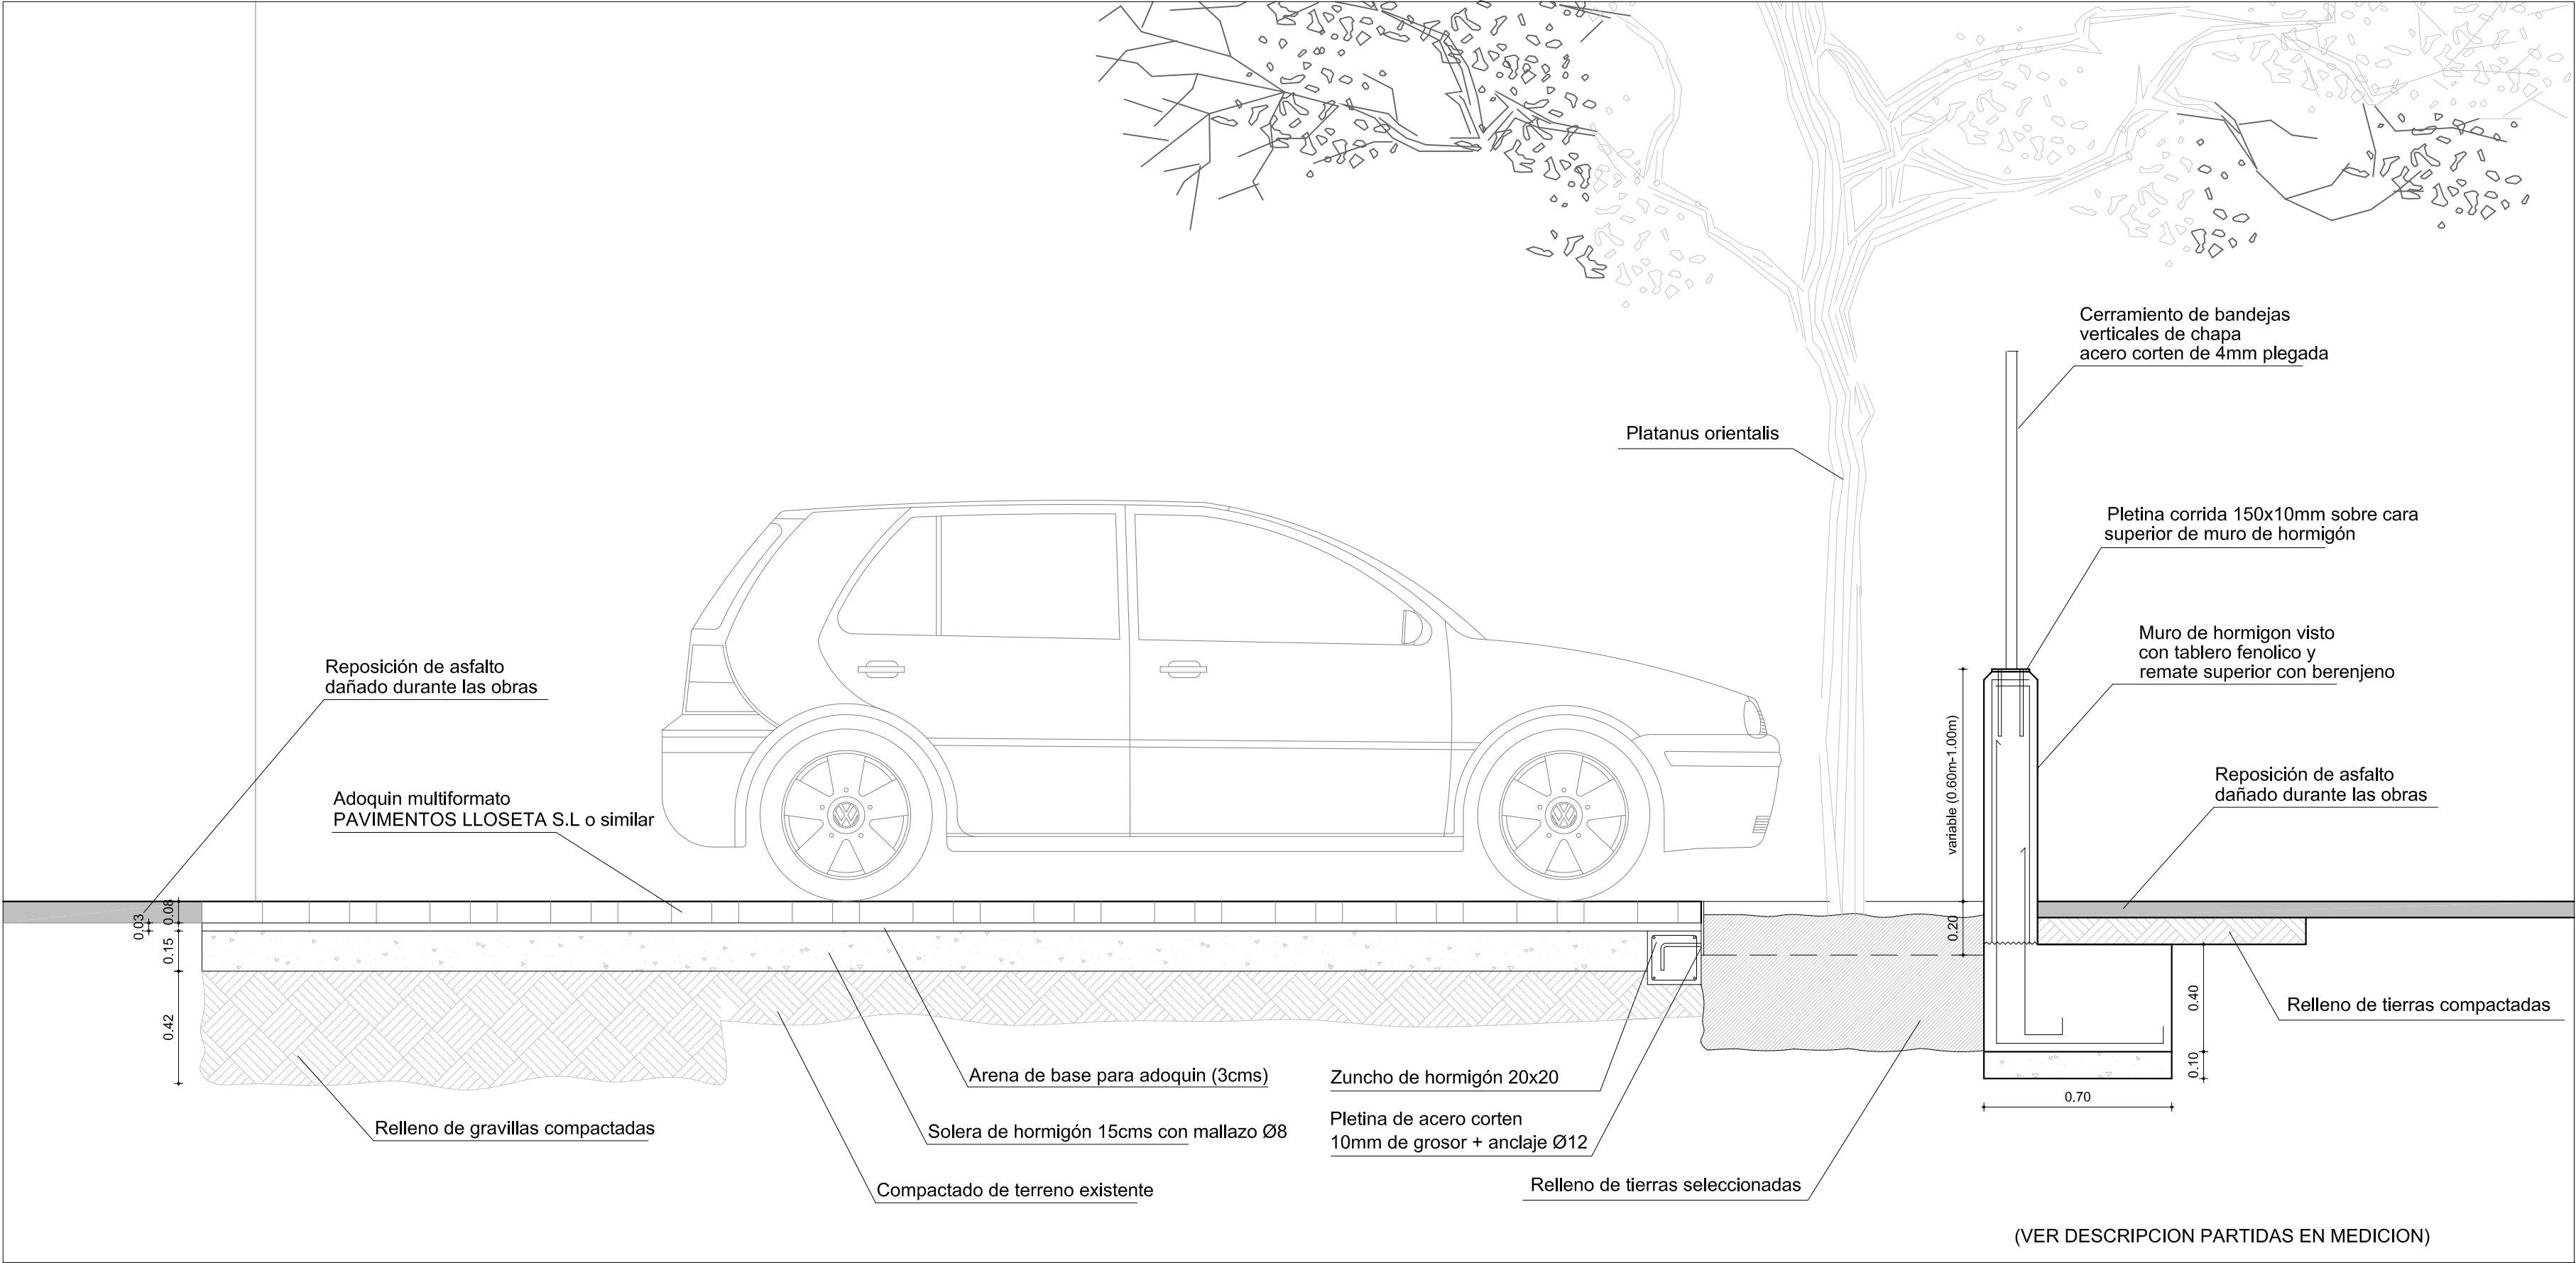 Cerramiento de bandejas
verticales de chapa
acero corten de 4mm plegada
Platanus orientalis
Pletina corrida 150x10mm sobre cara
superior de muro de hormigón
Muro de hormigon visto
con tablero fenolico y
remate superior con berenjeno
Reposición de asfalto
dañado durante las obras
variable (0.60m-1.00m)
Reposición de asfalto
dañado durante las obras
Adoquin multiformato
PAVIMENTOS LLOSETA S.L o similar
0.03
0.08
0.15
0.42
0.20
0.40
0.10
0.70
Relleno de tierras compactadas
Arena de base para adoquin (3cms)
Zuncho de hormigón 20x20
Relleno de gravillas compactadas
Solera de hormigón 15cms con mallazo Ø8
Pletina de acero corten
10mm de grosor + anclaje Ø12
Compactado de terreno existente
Relleno de tierras seleccionadas
(VER DESCRIPCION PARTIDAS EN MEDICION)